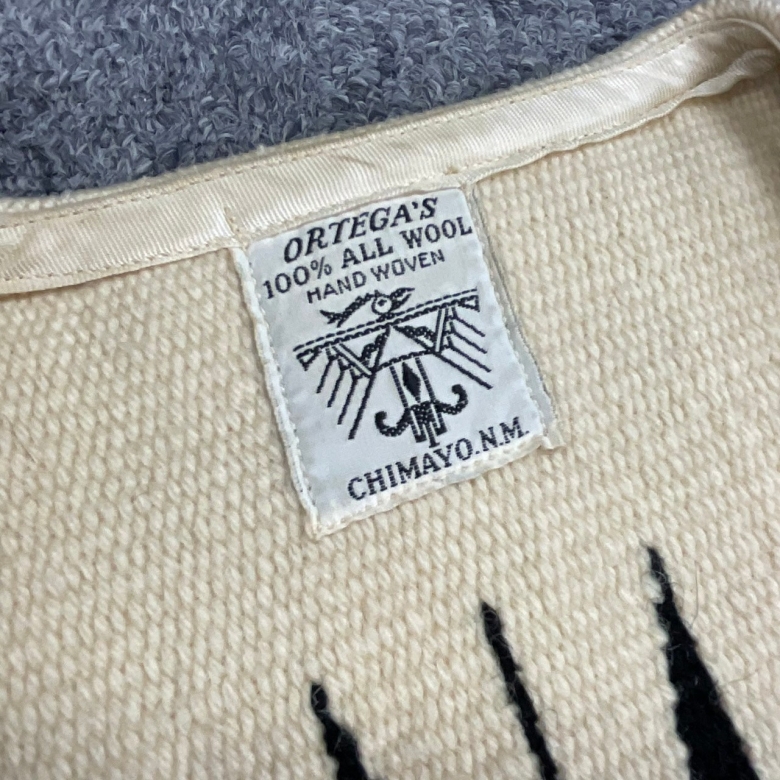 ORTEGA'S
100% ALL WOOL
HAND WOVEN
CHIMAYO.N.M.